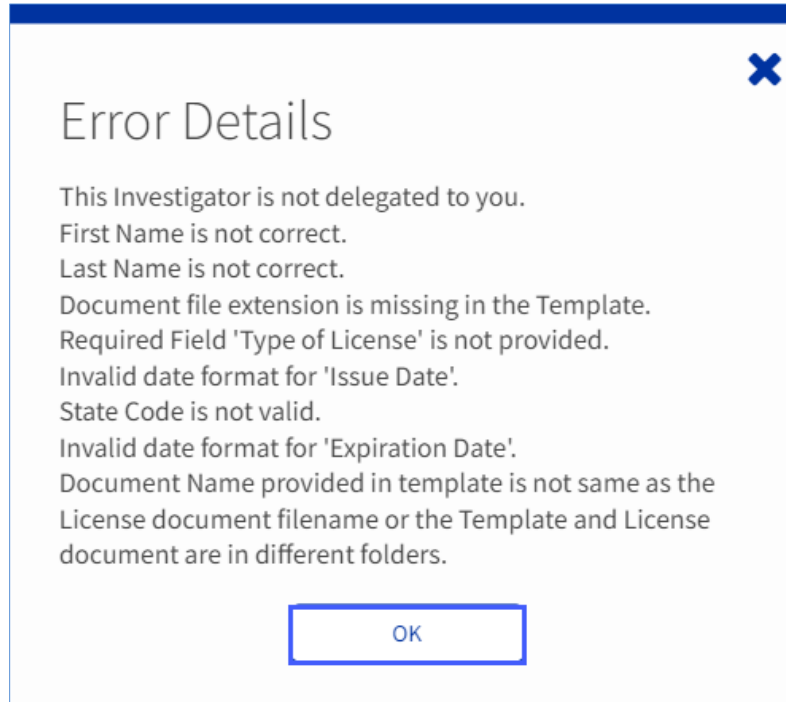 Error Details
This Investigator is not delegated to you.
First Name is not correct.
Last Name is not correct.
Document file extension is missing in the Template.
Required Field 'Type of License' is not provided.
Invalid date format for 'Issue Date'.
State Code is not valid.
Invalid date format for 'Expiration Date'.
Document Name provided in template is not same as the
License document filename or the Template and License
document are in different folders.
OK